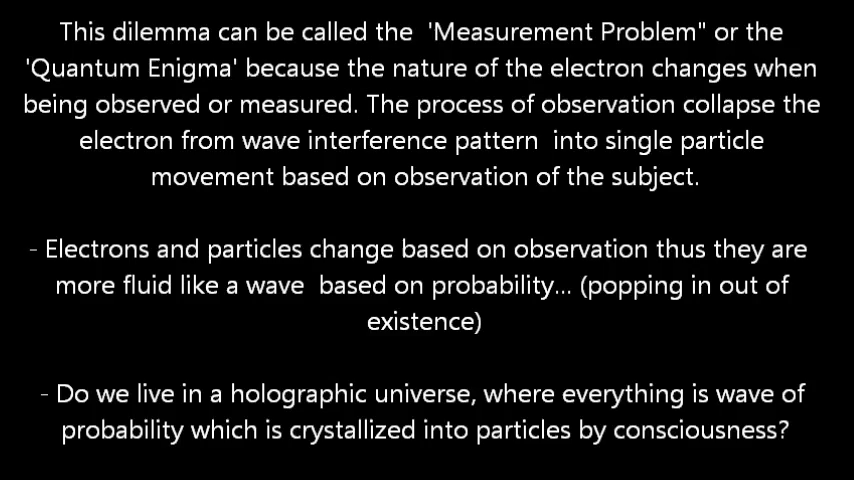 This dilemma can be called the 'Measurement Problem" or the
'Quantum Enigma' because the nature of the electron changes when
being observed or measured. The process of observation collapse the
electron from wave interference pattern into single particle
movement based on observation of the subject.
- Electrons and particles change based on observation thus they are
more fluid like a wave based on probability... (popping in out of
existence)
- Do we live in a holographic universe, where everything is wave of
probability which is crystallized into particles by consciousness?